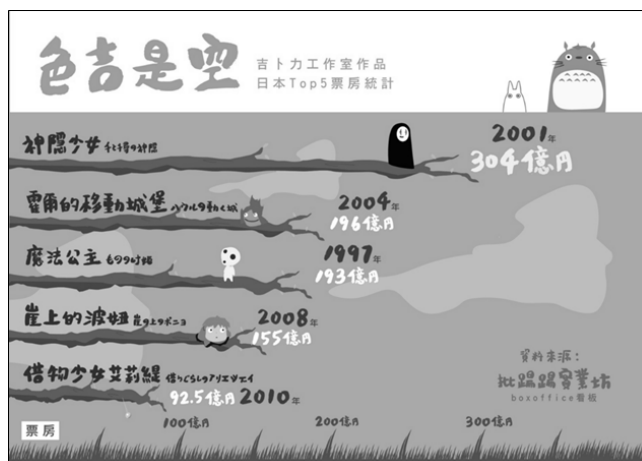 色吉是空
吉卜力工作室作品
日本Top5票房統計
神隱少女 千と千尋の神隠
2001年
304億円
霍爾的移動城堡 ハウルの動く城
2004年
196億円
魔法公主 もののけ姫
1997年
193億円
崖上的波妞 崖の上のポニョ
2008年
155億円
借物少女艾莉緹 借りぐらしのアリエッティ
92.5億円 2010年
資料來源:
批踢踢實業坊
boxoffice看板
票房
100億円
200億円
300億円